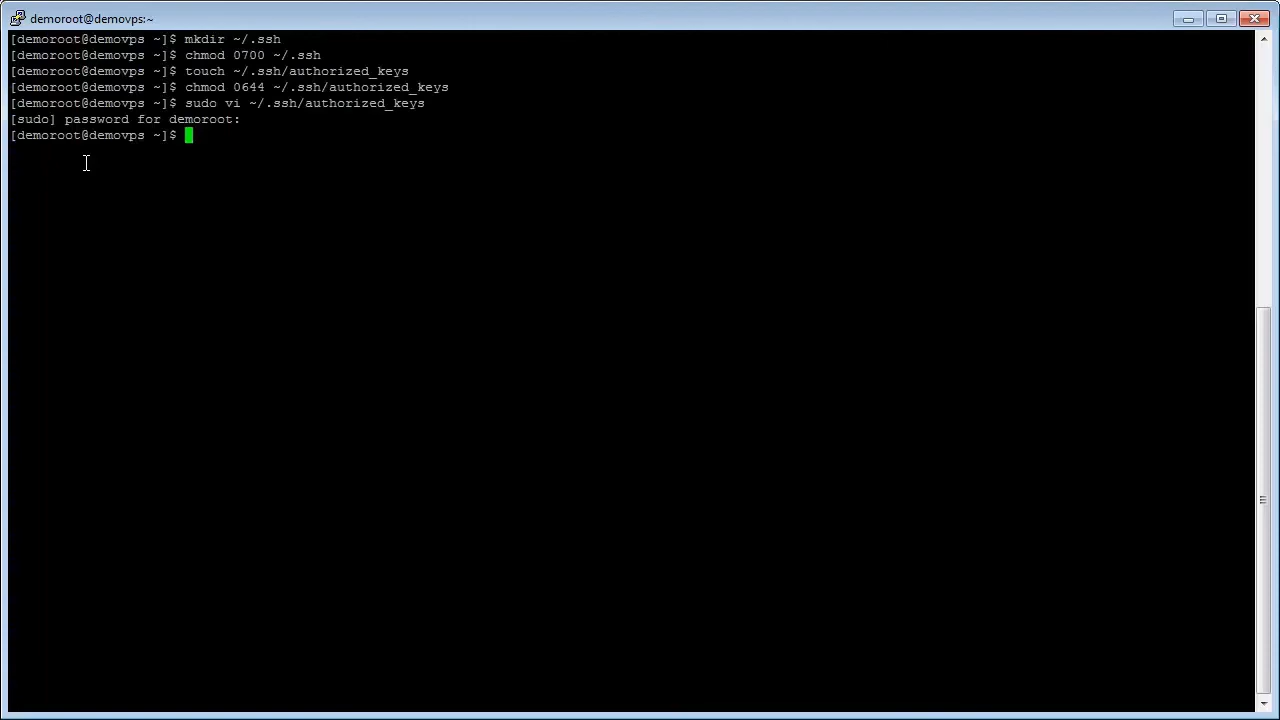 demoroot@demovps:~
[demoroot@demovps ~]$ mkdir ~/.ssh
[demoroot@demovps ~]$ chmod 0700 ~/.ssh
[demoroot@demovps ~]$ touch ~/.ssh/authorized_keys
[demoroot@demovps ~]$ chmod 0644 ~/.ssh/authorized_keys
[demoroot@demovps ~]$ sudo vi ~/.ssh/authorized_keys
[sudo] password for demoroot:
[demoroot@demovps ~]$